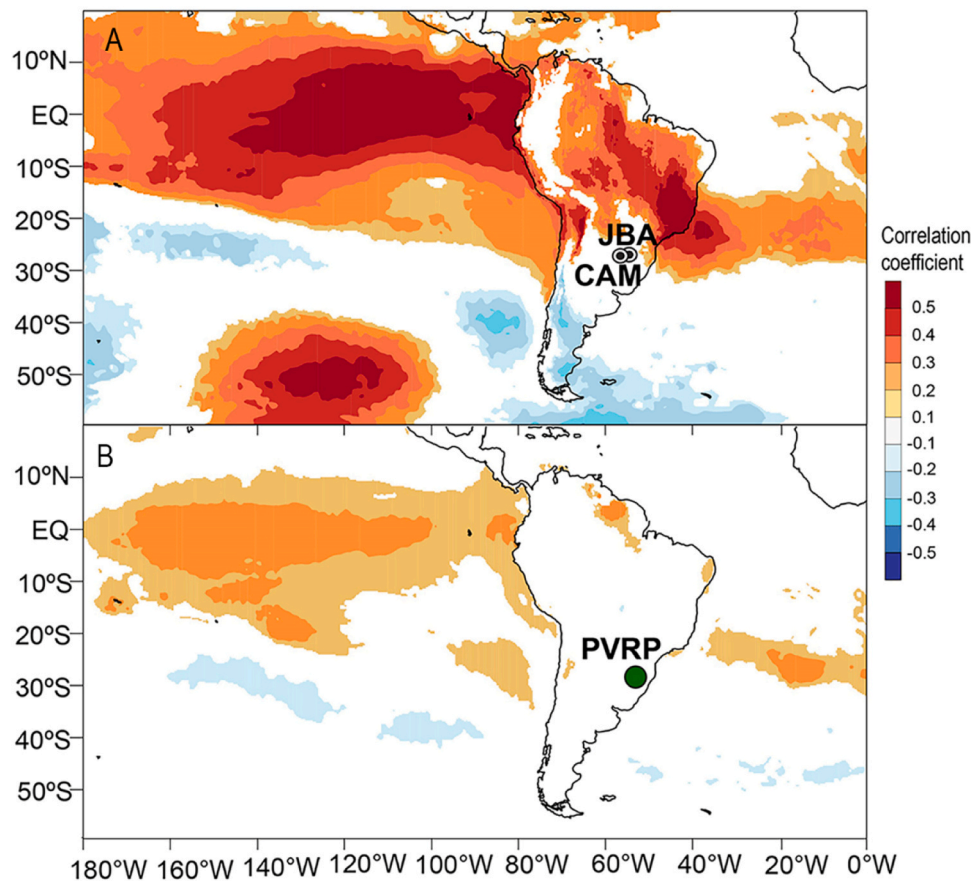 A
10ºN
EQ
10ºS
20ºS
30ºS
40ºS
50ºS
JBA
CAM
Correlation
coefficient
0.5
0.4
0.3
0.2
0.1
-0.1
-0.2
-0.3
-0.4
-0.5
B
10ºN
EQ
10ºS
20ºS
30ºS
40ºS
50ºS
PVRP
180ºW 160ºW 140ºW 120ºW 100ºW 80ºW 60ºW 40ºW 20ºW 0ºW